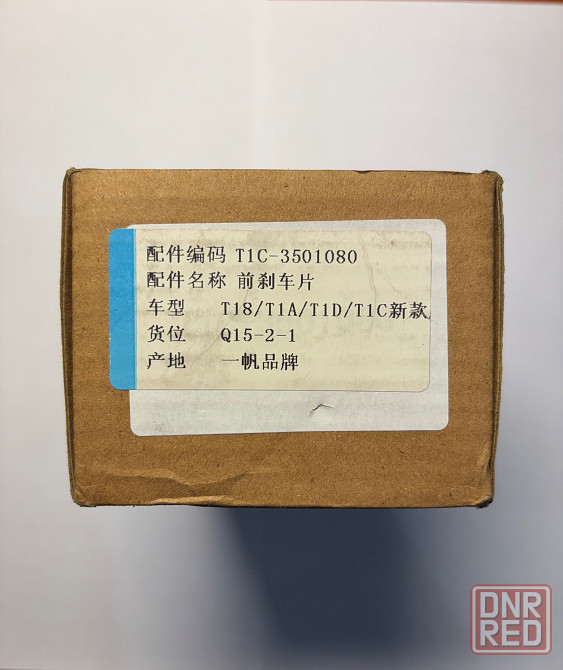 配件编码 T1C-3501080
配件名称 前刹车片
车型 T18/T1A/T1D/T1C新款
货位 Q15-2-1
产地 一帆品牌
DNR
RED